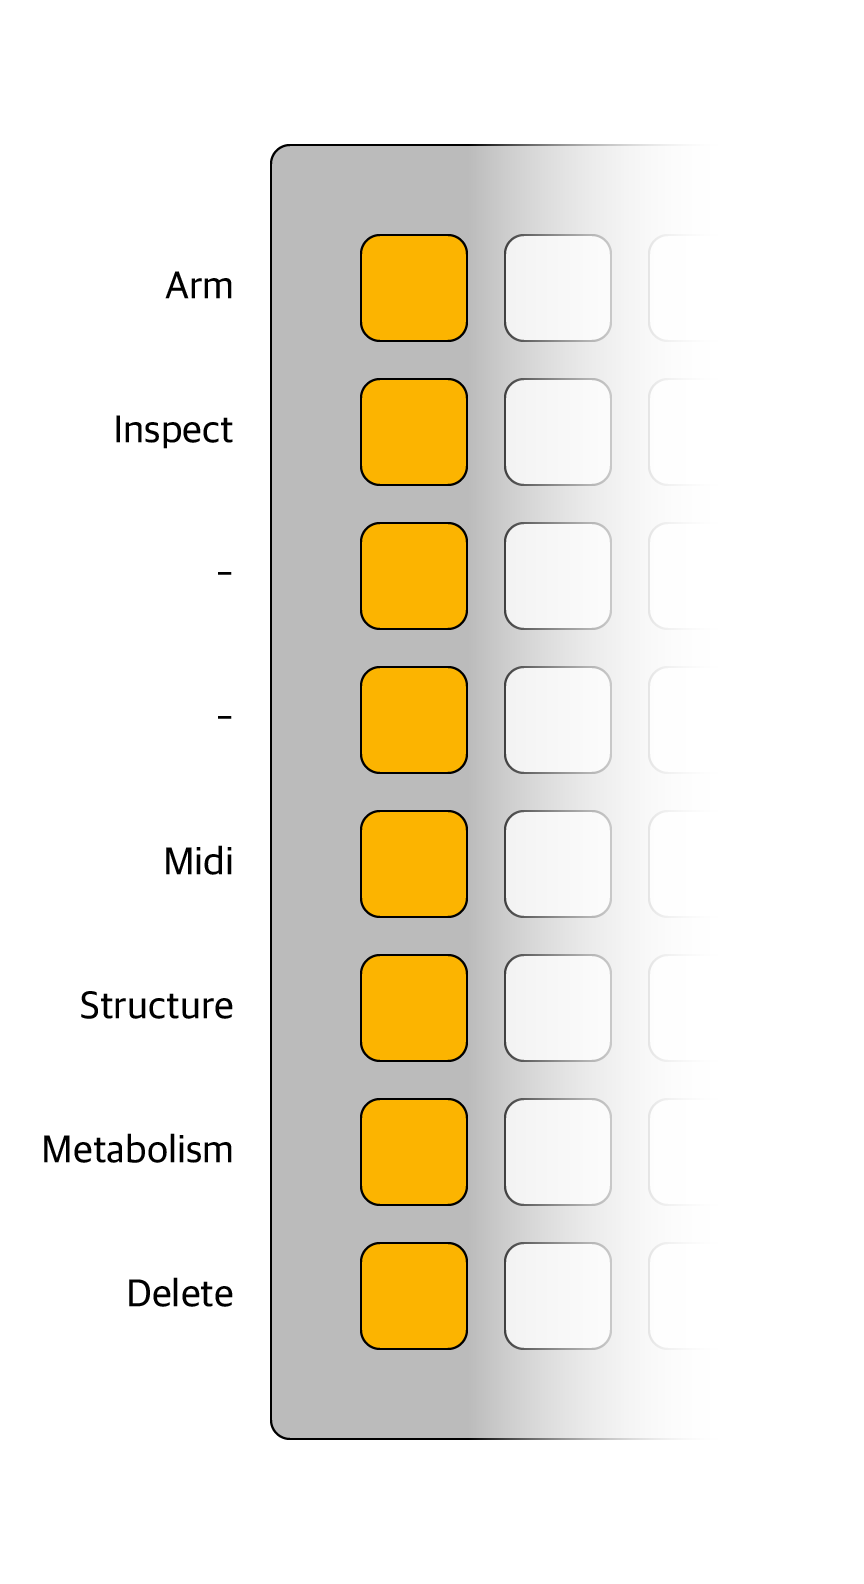 Arm
Inspect
–
–
Midi
Structure
Metabolism
Delete